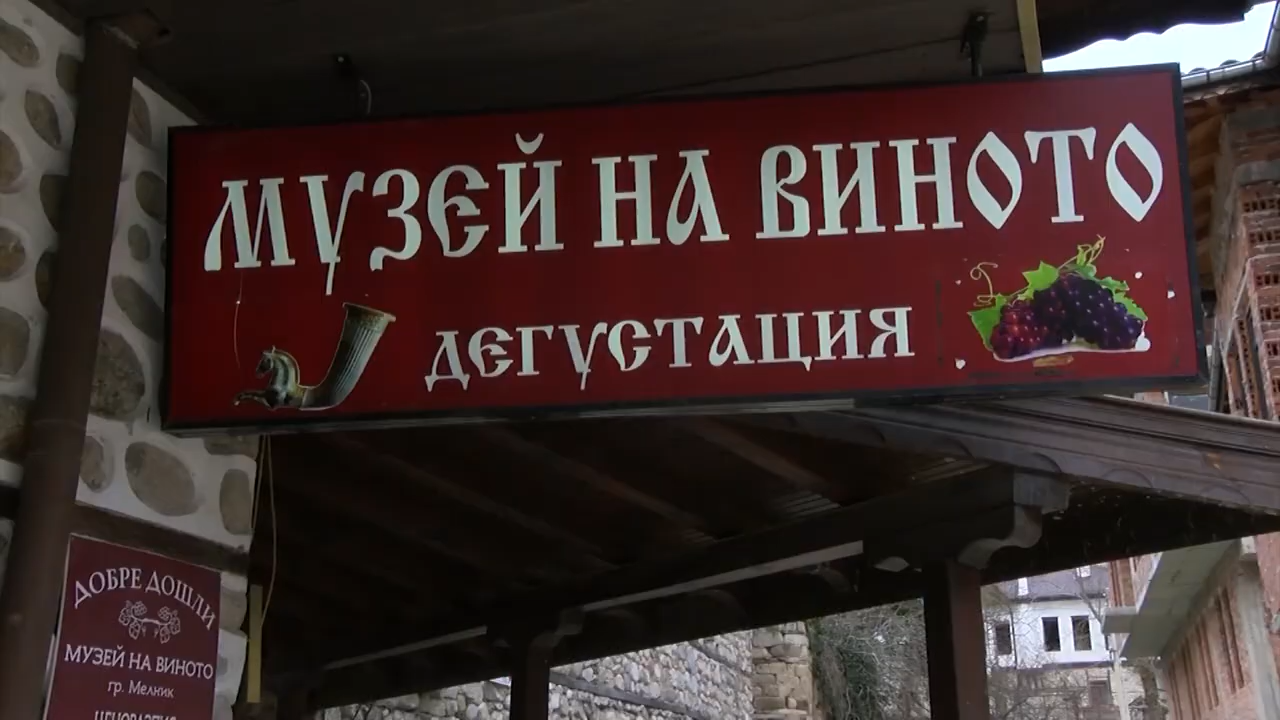 МУЗЕЙ НА ВИНОТО
ДЕГУСТАЦИЯ
ДОБРЕ ДОШЛИ
МУЗЕЙ НА ВИНОТО
гр. Мелник